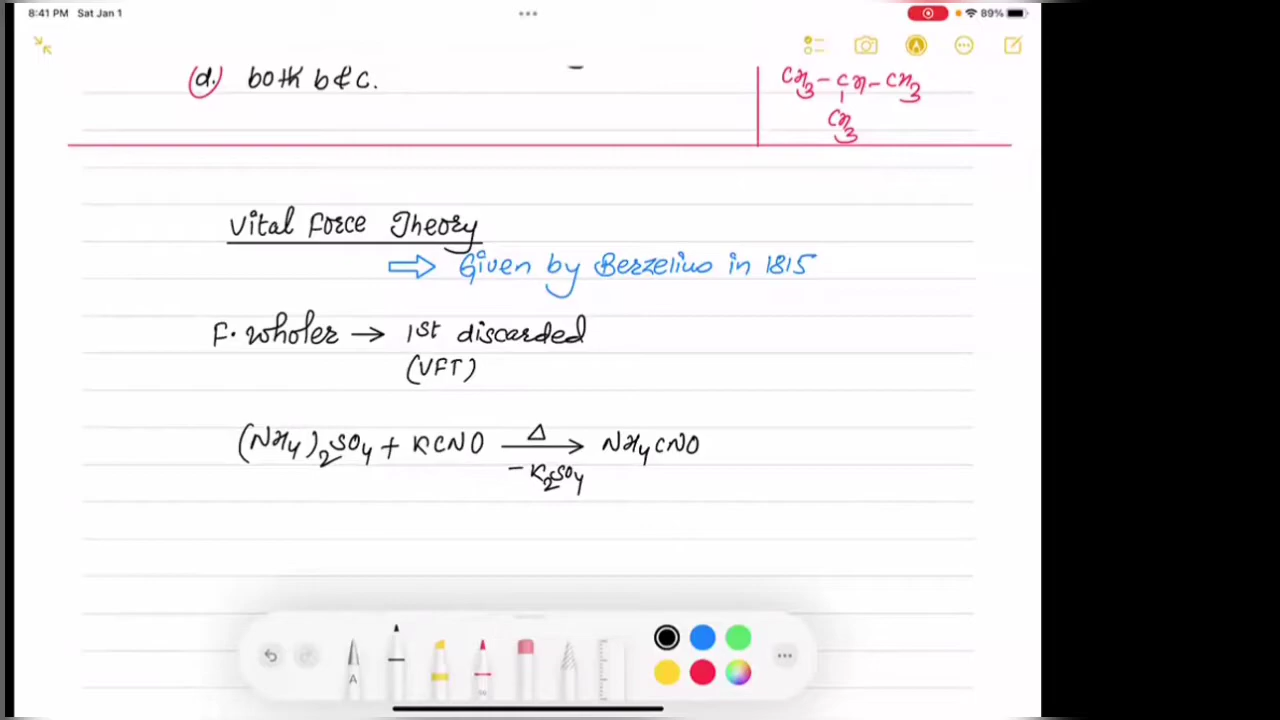 8:41 PM Sat Jan 1
89%
(d.) both b & c.
CH3 - CH - CH3
CH3
Vital Force Theory
⇒ Given by Berzelius in 1815
F. wholer → 1st discarded
(VFT)
(NH4)2SO4 + KCNO —Δ→ NH4CNO
- K2SO4
A